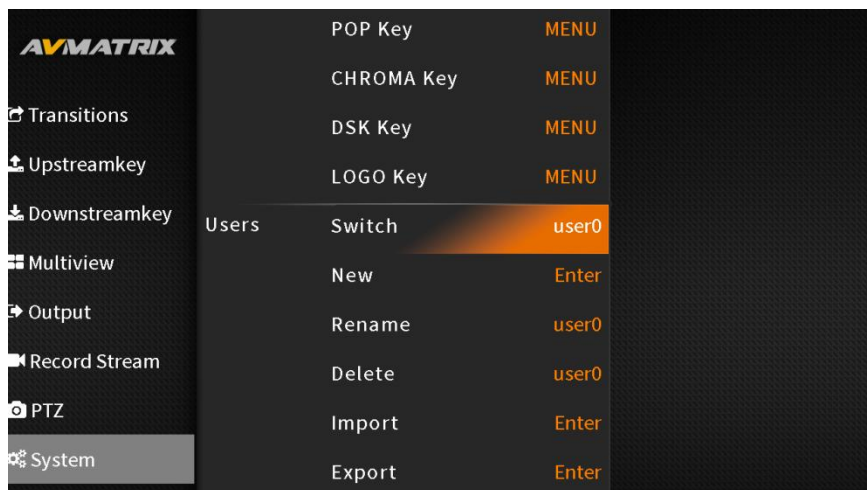 AVMATRIX
Transitions
Upstreamkey
Downstreamkey
Multiview
Output
Record Stream
PTZ
System
POP Key MENU
CHROMA Key MENU
DSK Key MENU
LOGO Key MENU
Users Switch user0
New Enter
Rename user0
Delete user0
Import Enter
Export Enter